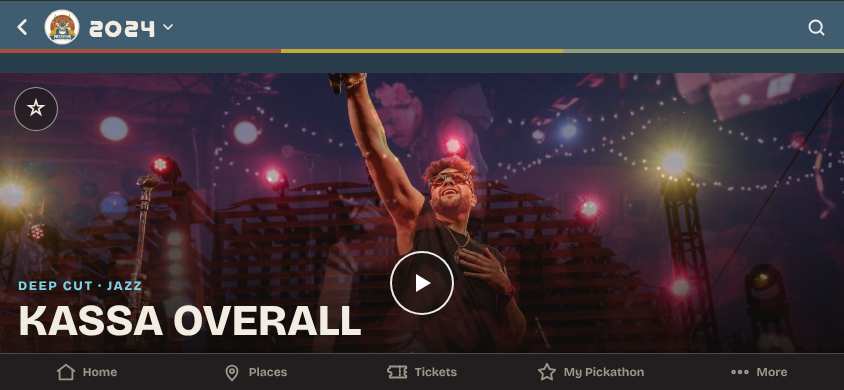 2024
DEEP CUT · JAZZ
KASSA OVERALL
Home
Places
Tickets
My Pickathon
More